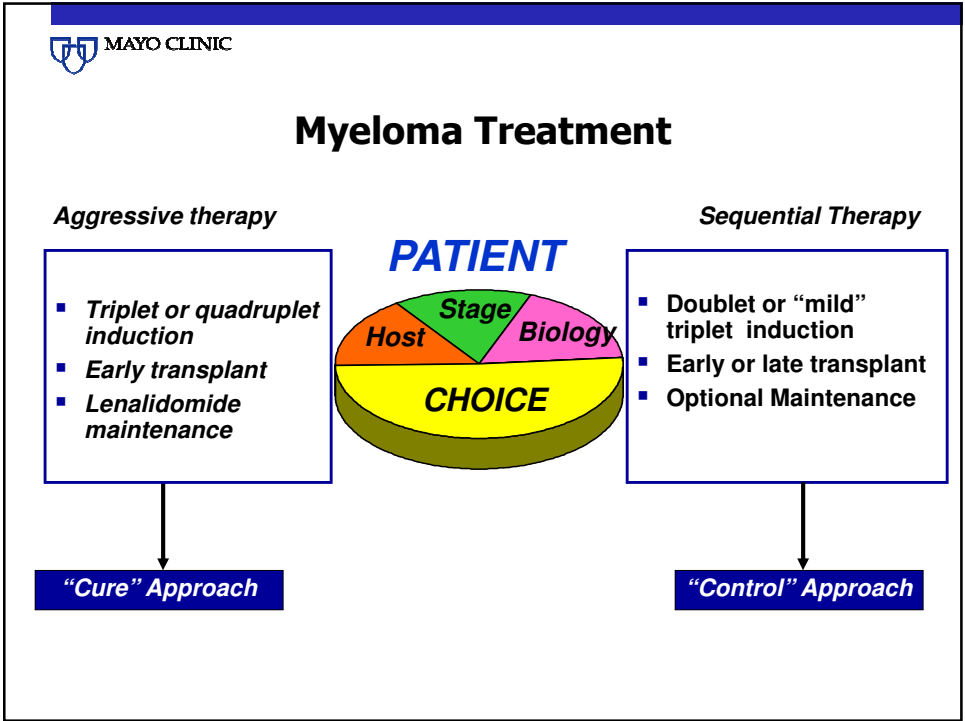 MAYO CLINIC
Myeloma Treatment
Aggressive therapy
▪ Triplet or quadruplet
induction
▪ Early transplant
▪ Lenalidomide
maintenance
“Cure” Approach
PATIENT
Stage
Host
Biology
CHOICE
Sequential Therapy
▪ Doublet or “mild”
triplet induction
▪ Early or late transplant
▪ Optional Maintenance
“Control” Approach